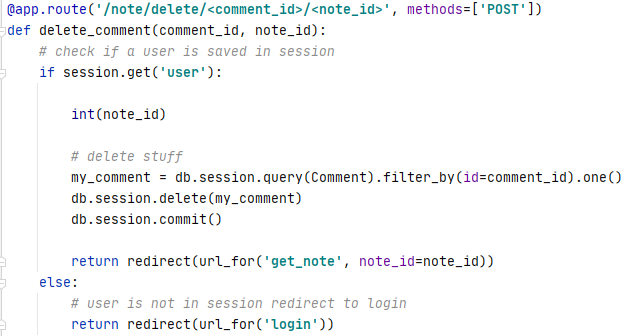 @app.route('/note/delete/<comment_id>/<note_id>', methods=['POST'])
def delete_comment(comment_id, note_id):
    # check if a user is saved in session
    if session.get('user'):

        int(note_id)

        # delete stuff
        my_comment = db.session.query(Comment).filter_by(id=comment_id).one()
        db.session.delete(my_comment)
        db.session.commit()

        return redirect(url_for('get_note', note_id=note_id))
    else:
        # user is not in session redirect to login
        return redirect(url_for('login'))